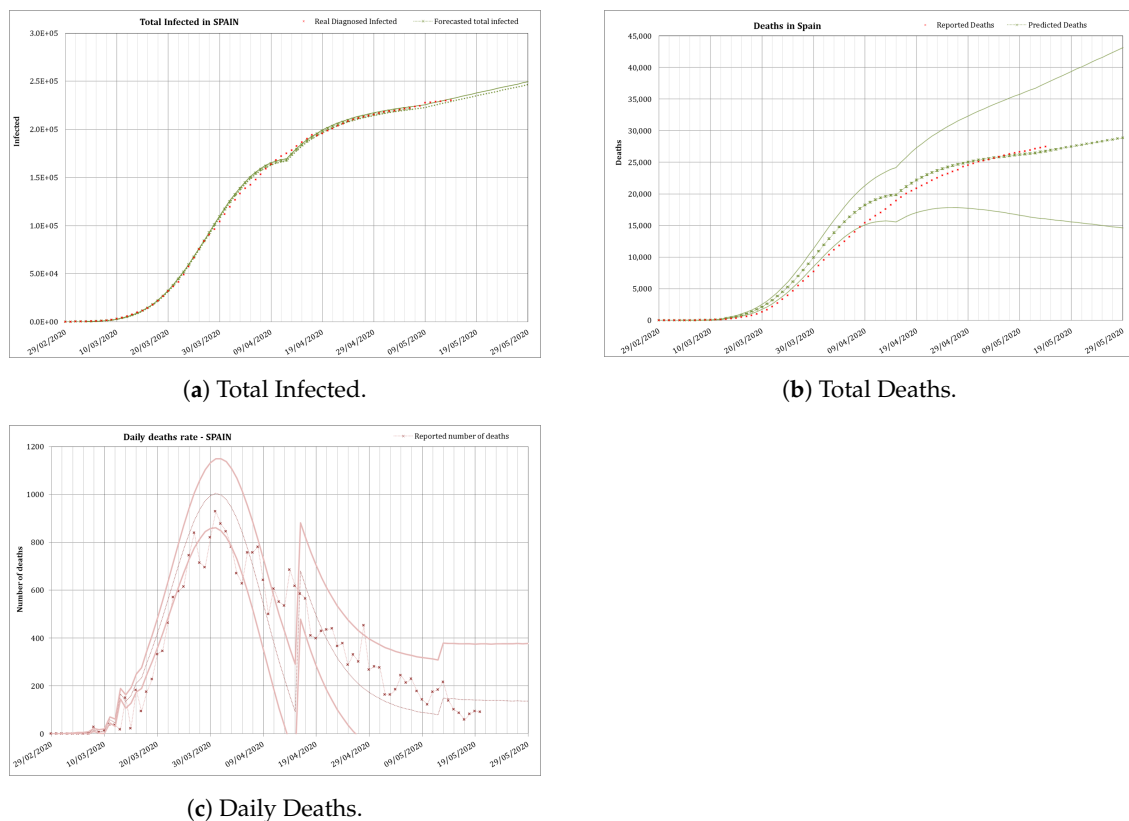 Total Infected in SPAIN
Real Diagnosed Infected
Forecasted total infected
3.0E+05
2.5E+05
2.0E+05
1.5E+05
1.0E+05
5.0E+04
0.0E+00
Infected
29/02/2020
10/03/2020
20/03/2020
30/03/2020
09/04/2020
19/04/2020
29/04/2020
09/05/2020
19/05/2020
29/05/2020
(a) Total Infected.
Deaths in Spain
Reported Deaths
Predicted Deaths
45,000
40,000
35,000
30,000
25,000
20,000
15,000
10,000
5,000
0
Deaths
29/02/2020
10/03/2020
20/03/2020
30/03/2020
09/04/2020
19/04/2020
29/04/2020
09/05/2020
19/05/2020
29/05/2020
(b) Total Deaths.
Daily deaths rate - SPAIN
Reported number of deaths
1200
1000
800
600
400
200
0
Number of deaths
29/02/2020
10/03/2020
20/03/2020
30/03/2020
09/04/2020
19/04/2020
29/04/2020
09/05/2020
19/05/2020
29/05/2020
(c) Daily Deaths.